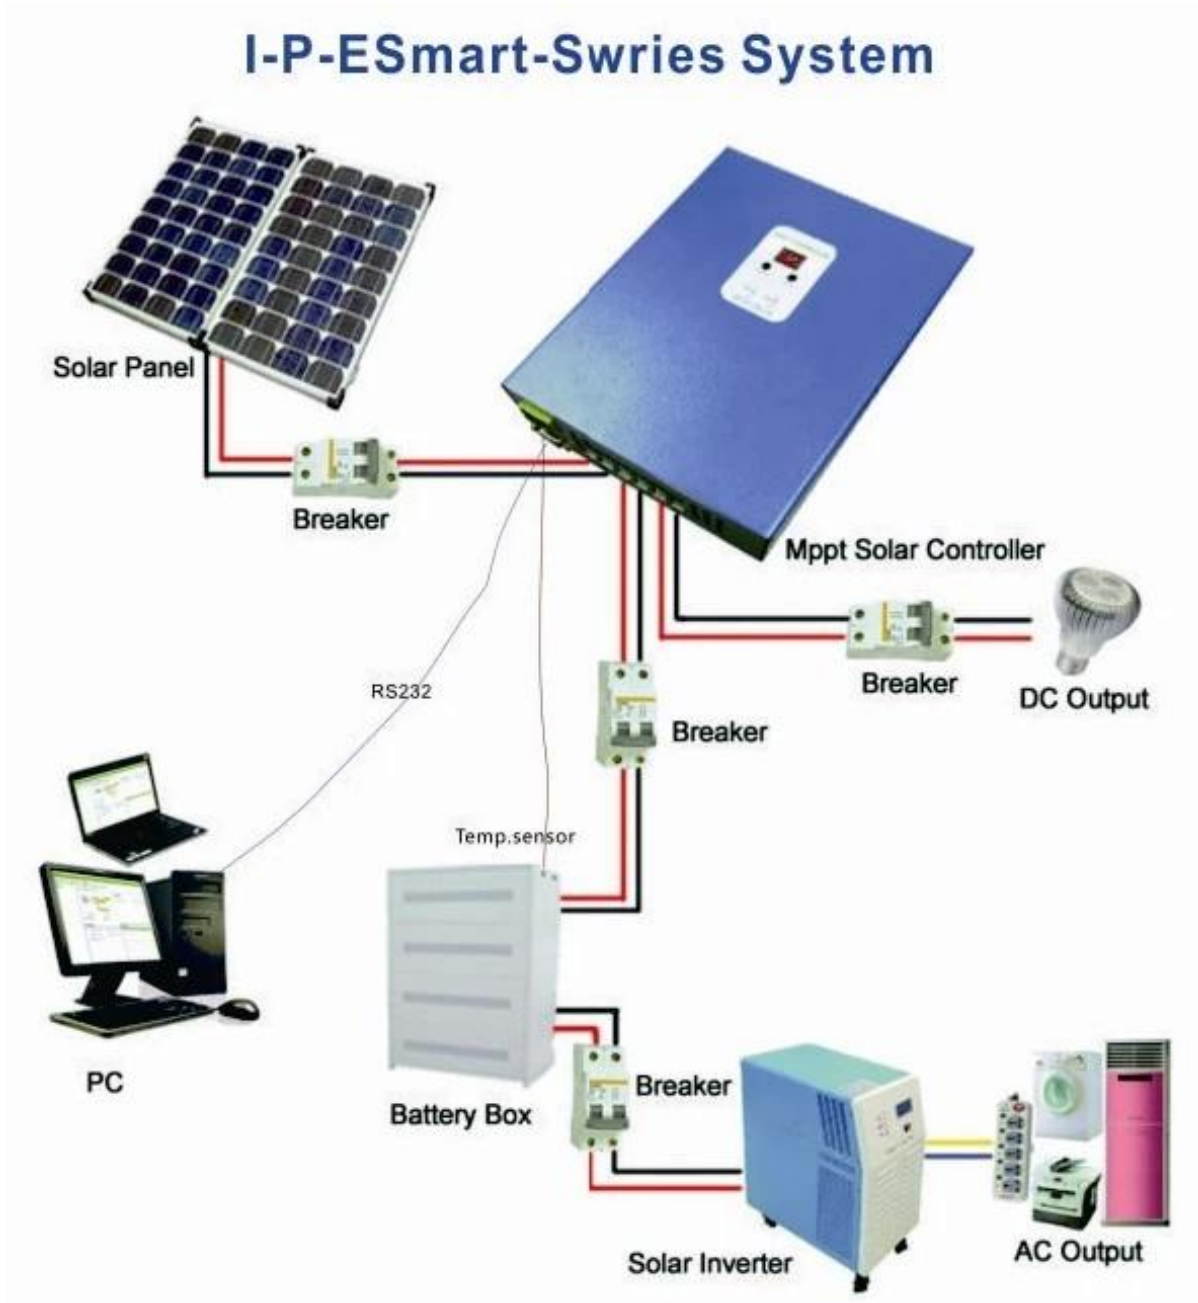 I-P-ESmart-Swries System
Solar Panel
Breaker
Mppt Solar Controller
Breaker
DC Output
RS232
Breaker
Temp.sensor
PC
Battery Box
Breaker
Solar Inverter
AC Output